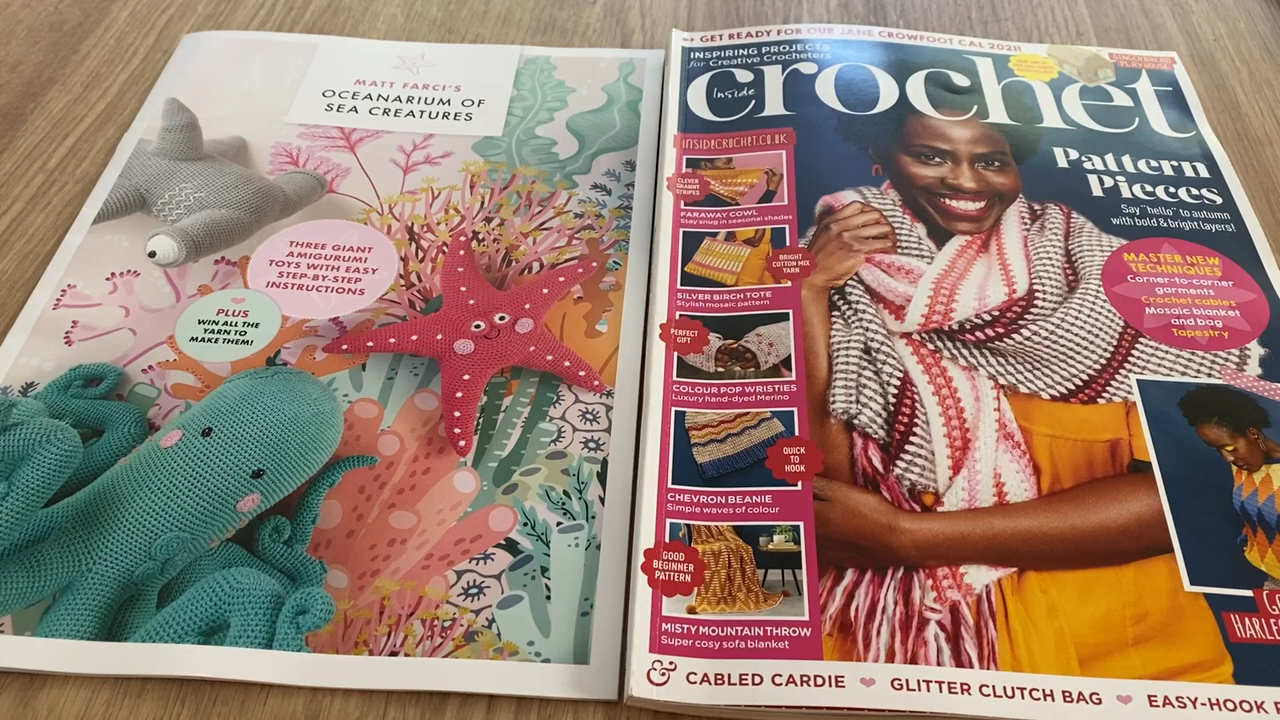 MATT FARCI'S
OCEANARIUM OF
SEA CREATURES
THREE GIANT
AMIGURUMI
TOYS WITH EASY
STEP-BY-STEP
INSTRUCTIONS
PLUS
WIN ALL THE
YARN TO
MAKE THEM!
GET READY FOR OUR JANE CROWFOOT CAL 2021!
INSPIRING PROJECTS
for Creative Crocheters
Inside
crochet
GINGERBREAD
PLAYHOUSE
INSIDECROCHET.CO.UK
CLEVER
GRANNY
STRIPES
FARAWAY COWL
Stay snug in seasonal shades
BRIGHT
COTTON MIX
YARN
SILVER BIRCH TOTE
Stylish mosaic pattern
PERFECT
GIFT
COLOUR POP WRISTIES
Luxury hand-dyed Merino
QUICK
TO
HOOK
CHEVRON BEANIE
Simple waves of colour
GOOD
BEGINNER
PATTERN
MISTY MOUNTAIN THROW
Super cosy sofa blanket
Pattern
Pieces
Say "hello" to autumn
with bold & bright layers!
MASTER NEW
TECHNIQUES
Corner-to-corner
garments
Crochet cables
Mosaic blanket
and bag
Tapestry
HARLE
& CABLED CARDIE ♥ GLITTER CLUTCH BAG ♥ EASY-HOOK